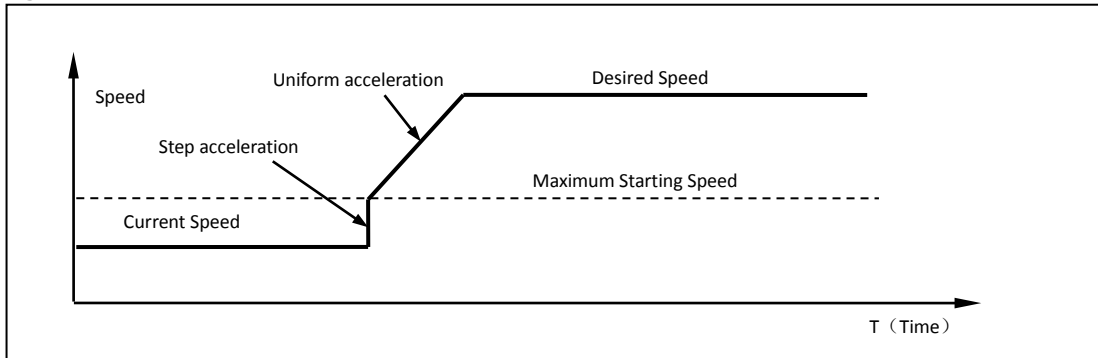 Uniform acceleration
Desired Speed
Speed
Step acceleration
Maximum Starting Speed
Current Speed
T（Time）